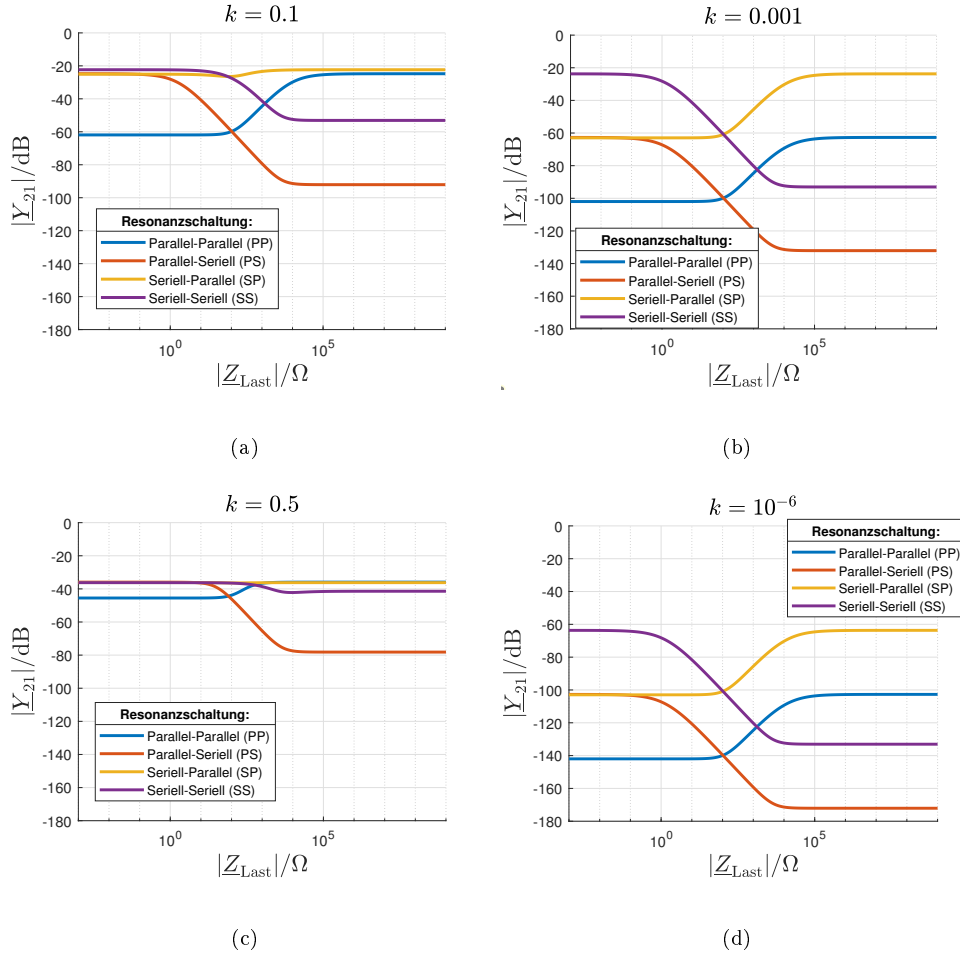 k = 0.1
0
-20
-40
-60
-80
-100
-120
-140
-160
-180
|Y21|/dB
Resonanzschaltung:
Parallel-Parallel (PP)
Parallel-Seriell (PS)
Seriell-Parallel (SP)
Seriell-Seriell (SS)
10^0
10^5
|Z_Last|/Ω
(a)
k = 0.001
0
-20
-40
-60
-80
-100
-120
-140
-160
-180
|Y21|/dB
Resonanzschaltung:
Parallel-Parallel (PP)
Parallel-Seriell (PS)
Seriell-Parallel (SP)
Seriell-Seriell (SS)
10^0
10^5
|Z_Last|/Ω
(b)
k = 0.5
0
-20
-40
-60
-80
-100
-120
-140
-160
-180
|Y21|/dB
Resonanzschaltung:
Parallel-Parallel (PP)
Parallel-Seriell (PS)
Seriell-Parallel (SP)
Seriell-Seriell (SS)
10^0
10^5
|Z_Last|/Ω
(c)
k = 10^-6
0
-20
-40
-60
-80
-100
-120
-140
-160
-180
|Y21|/dB
Resonanzschaltung:
Parallel-Parallel (PP)
Parallel-Seriell (PS)
Seriell-Parallel (SP)
Seriell-Seriell (SS)
10^0
10^5
|Z_Last|/Ω
(d)